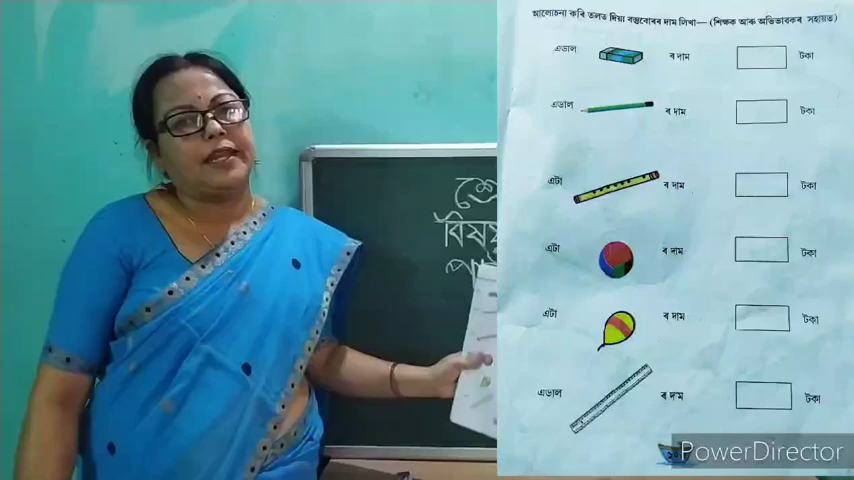 আলোচনা কৰি তলত দিয়া বস্তুবোৰৰ দাম লিখা— (শিক্ষক আৰু অভিভাৱকৰ সহায়ত)
এডাল ৰ দাম টকা
এডাল ৰ দাম টকা
এটা ৰ দাম টকা
এটা ৰ দাম টকা
এটা ৰ দাম টকা
এডাল ৰ দাম টকা
শ্ৰে
বিষয়
PowerDirector